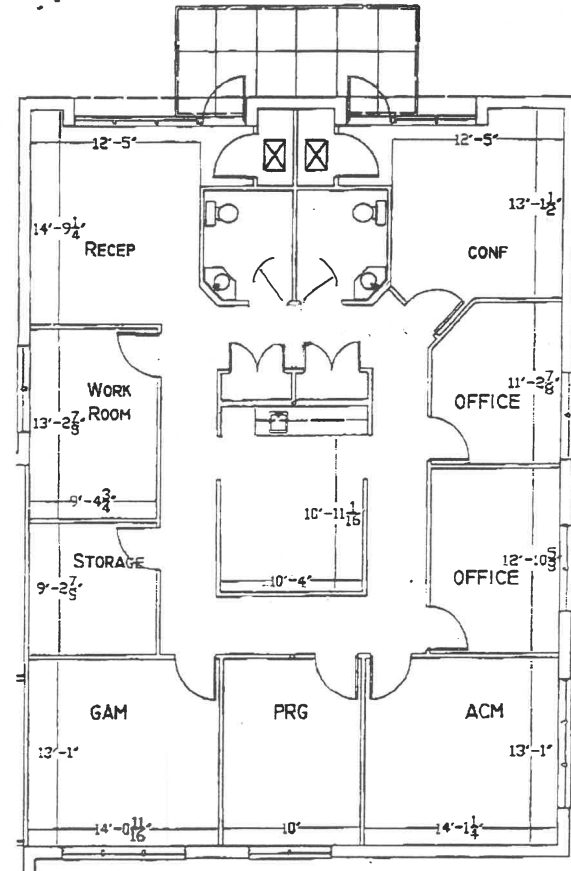 12'-5"
12'-5"
13'-1 1/2"
14'-9 1/4"
RECEP
CONF
WORK
ROOM
11'-2 7/8"
OFFICE
13'-2 7/8"
9'-4 3/4"
10'-11 1/16"
STORAGE
12'-10 5/8"
OFFICE
10'-4"
9'-2 7/8"
GAM
PRG
ACM
13'-1"
13'-1"
14'-0 11/16"
10'
14'-1 1/4"